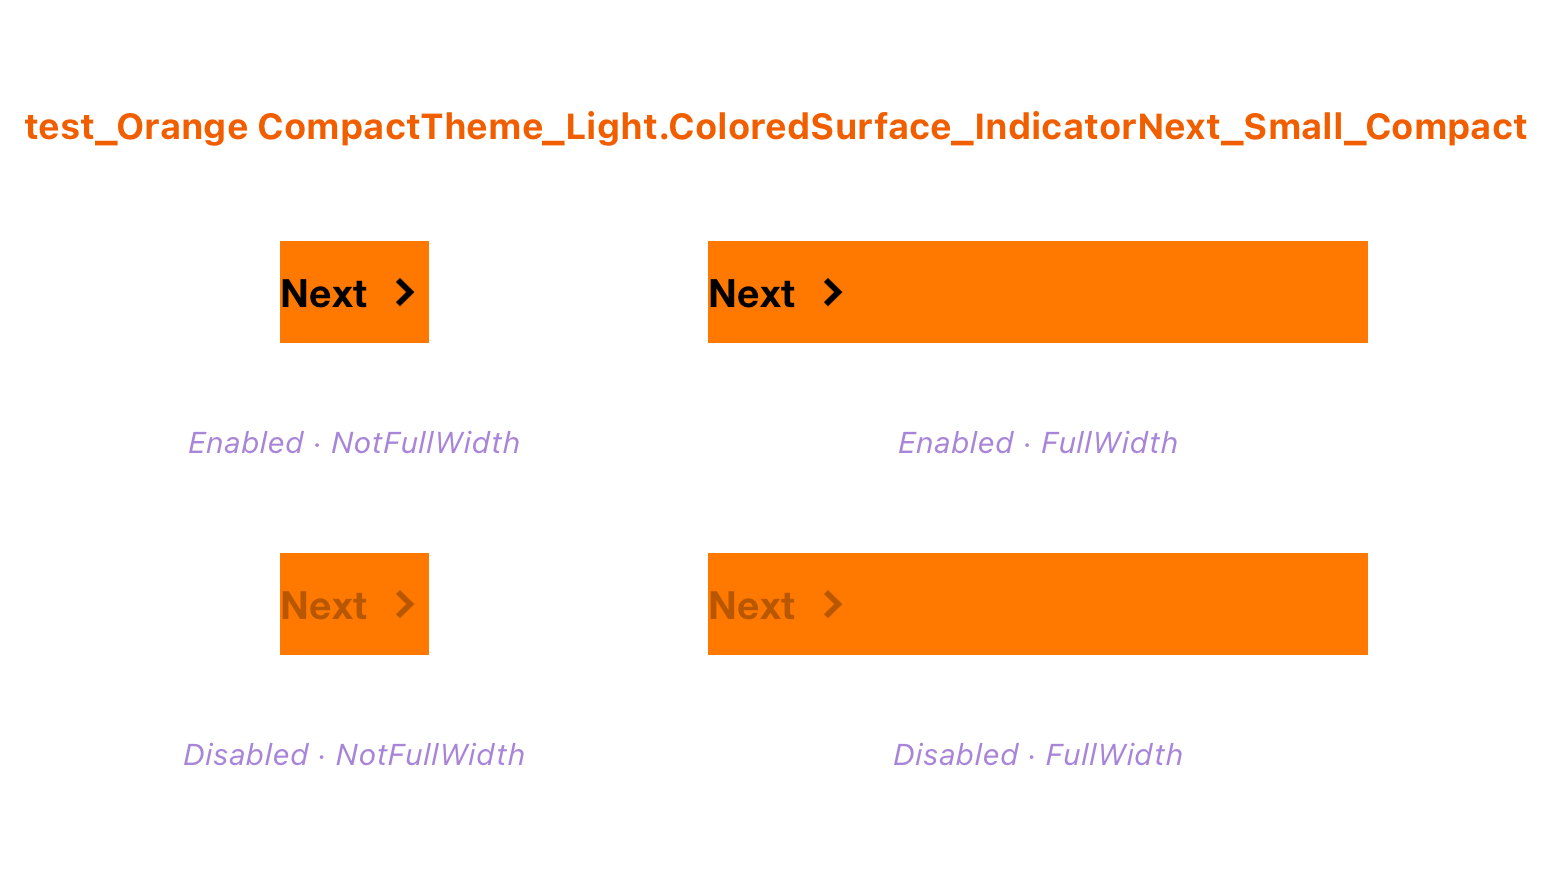 test_Orange CompactTheme_Light.ColoredSurface_IndicatorNext_Small_Compact
Next
Next
Enabled · NotFullWidth
Enabled · FullWidth
Next
Next
Disabled · NotFullWidth
Disabled · FullWidth